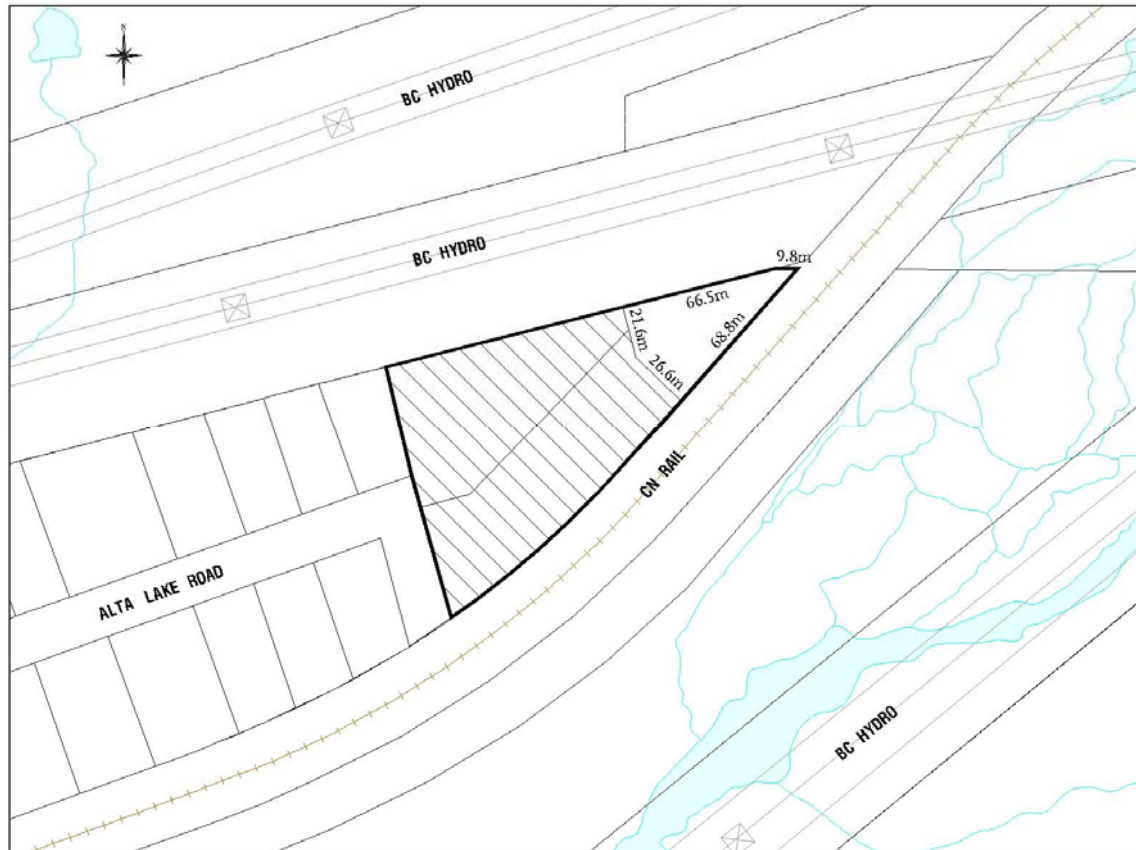 N
BC HYDRO
BC HYDRO
9.8m
66.5m
21.6m
68.8m
26.6m
CN RAIL
ALTA LAKE ROAD
BC HYDRO